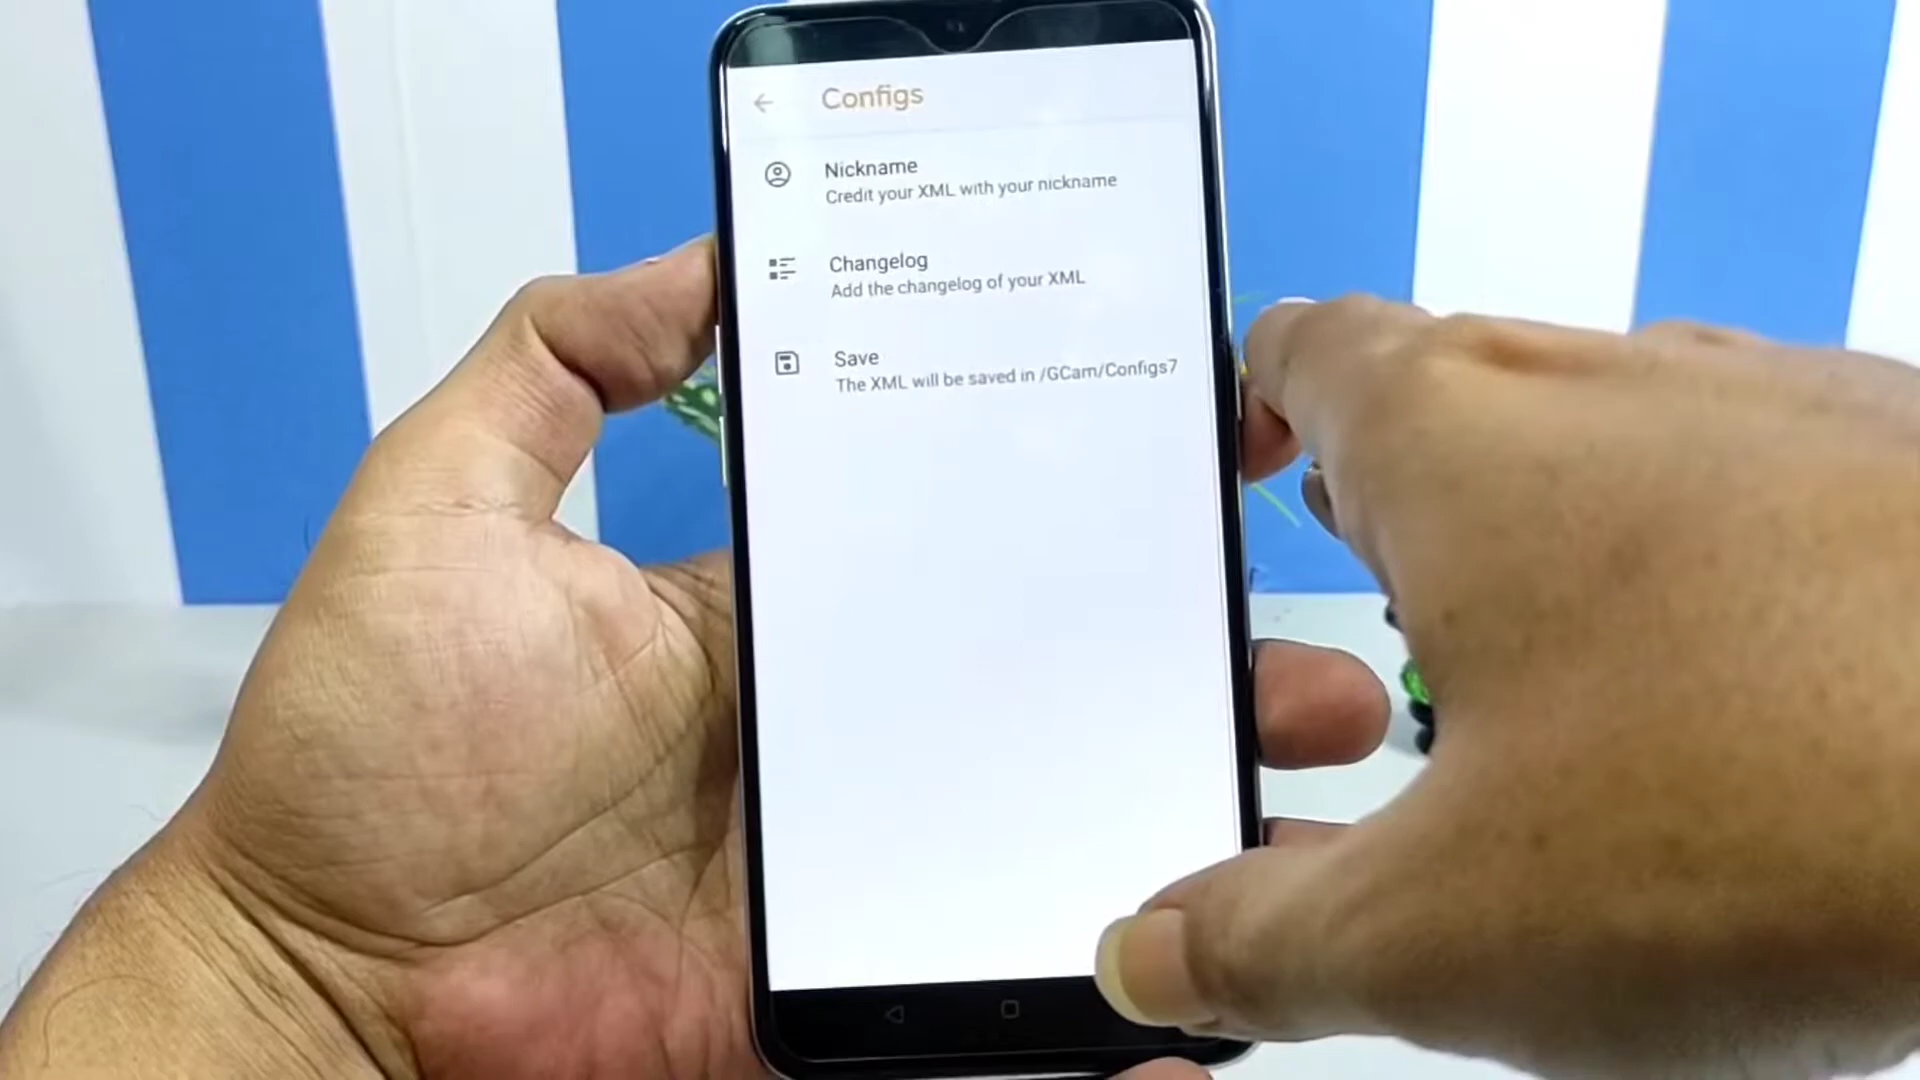 Configs
Nickname
Credit your XML with your nickname
Changelog
Add the changelog of your XML
Save
The XML will be saved in /GCam/Configs7